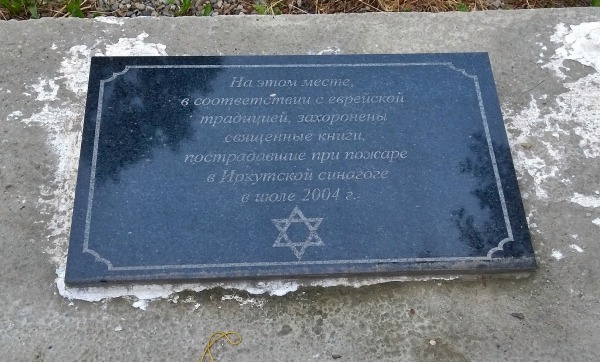 На этом месте,
в соответствии с еврейской
традицией, захоронены
священные книги,
пострадавшие при пожаре
в Иркутской синагоге
в июле 2004 г.